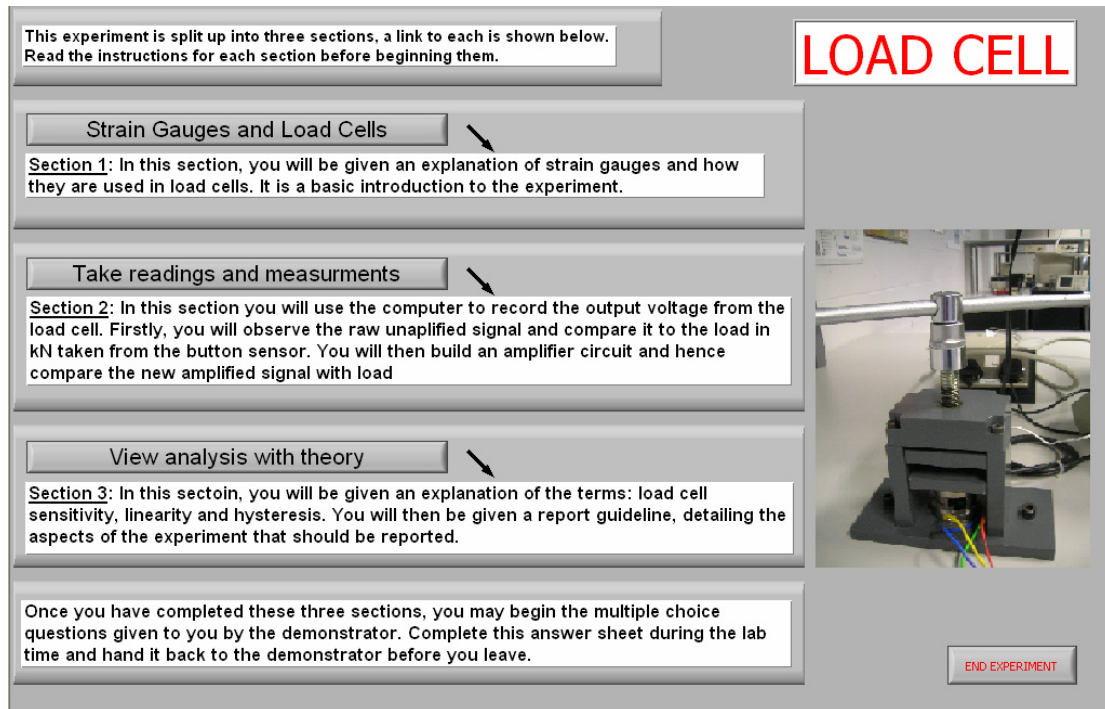 This experiment is split up into three sections, a link to each is shown below.
Read the instructions for each section before beginning them.
LOAD CELL
Strain Gauges and Load Cells
Section 1: In this section, you will be given an explanation of strain gauges and how
they are used in load cells. It is a basic introduction to the experiment.
Take readings and measurments
Section 2: In this section you will use the computer to record the output voltage from the
load cell. Firstly, you will observe the raw unaplified signal and compare it to the load in
kN taken from the button sensor. You will then build an amplifier circuit and hence
compare the new amplified signal with load
View analysis with theory
Section 3: In this sectoin, you will be given an explanation of the terms: load cell
sensitivity, linearity and hysteresis. You will then be given a report guideline, detailing the
aspects of the experiment that should be reported.
Once you have completed these three sections, you may begin the multiple choice
questions given to you by the demonstrator. Complete this answer sheet during the lab
time and hand it back to the demonstrator before you leave.
END EXPERIMENT